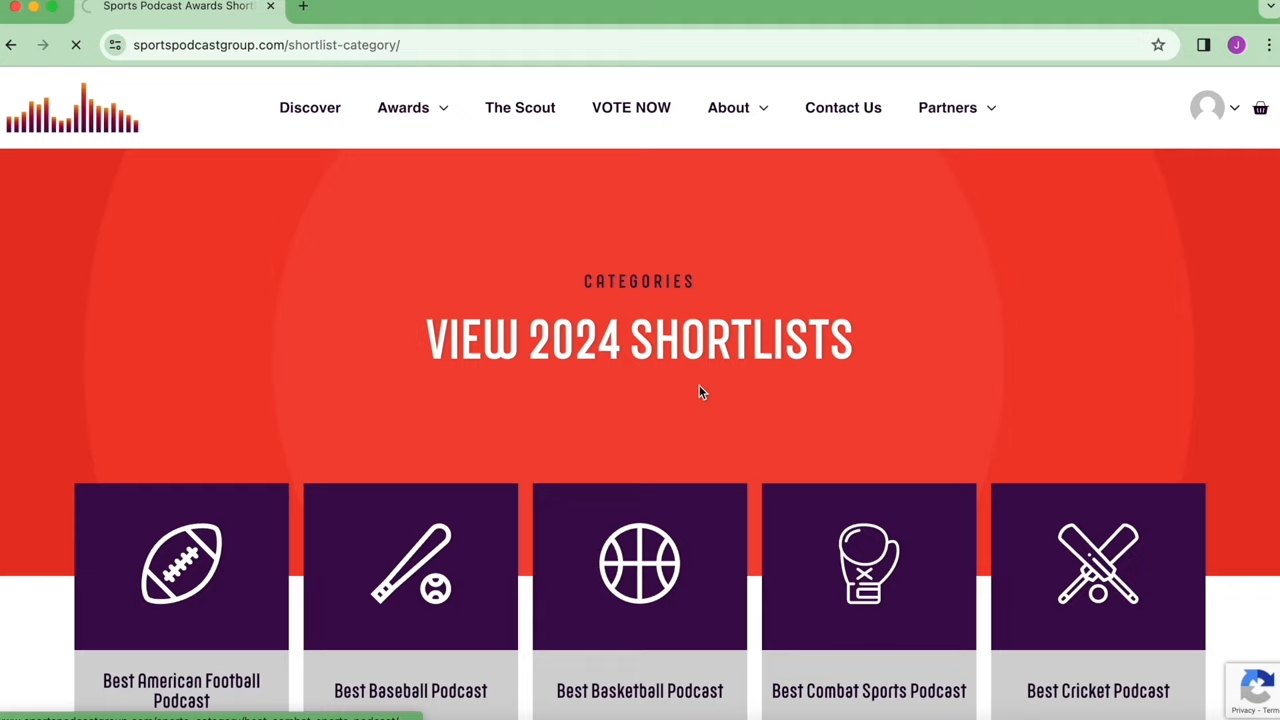 Sports Podcast Awards Short
sportspodcastgroup.com/shortlist-category/
J
Discover
Awards
The Scout
VOTE NOW
About
Contact Us
Partners
CATEGORIES
VIEW 2024 SHORTLISTS
Best American Football
Podcast
Best Baseball Podcast
Best Basketball Podcast
Best Combat Sports Podcast
Best Cricket Podcast
Privacy - Term